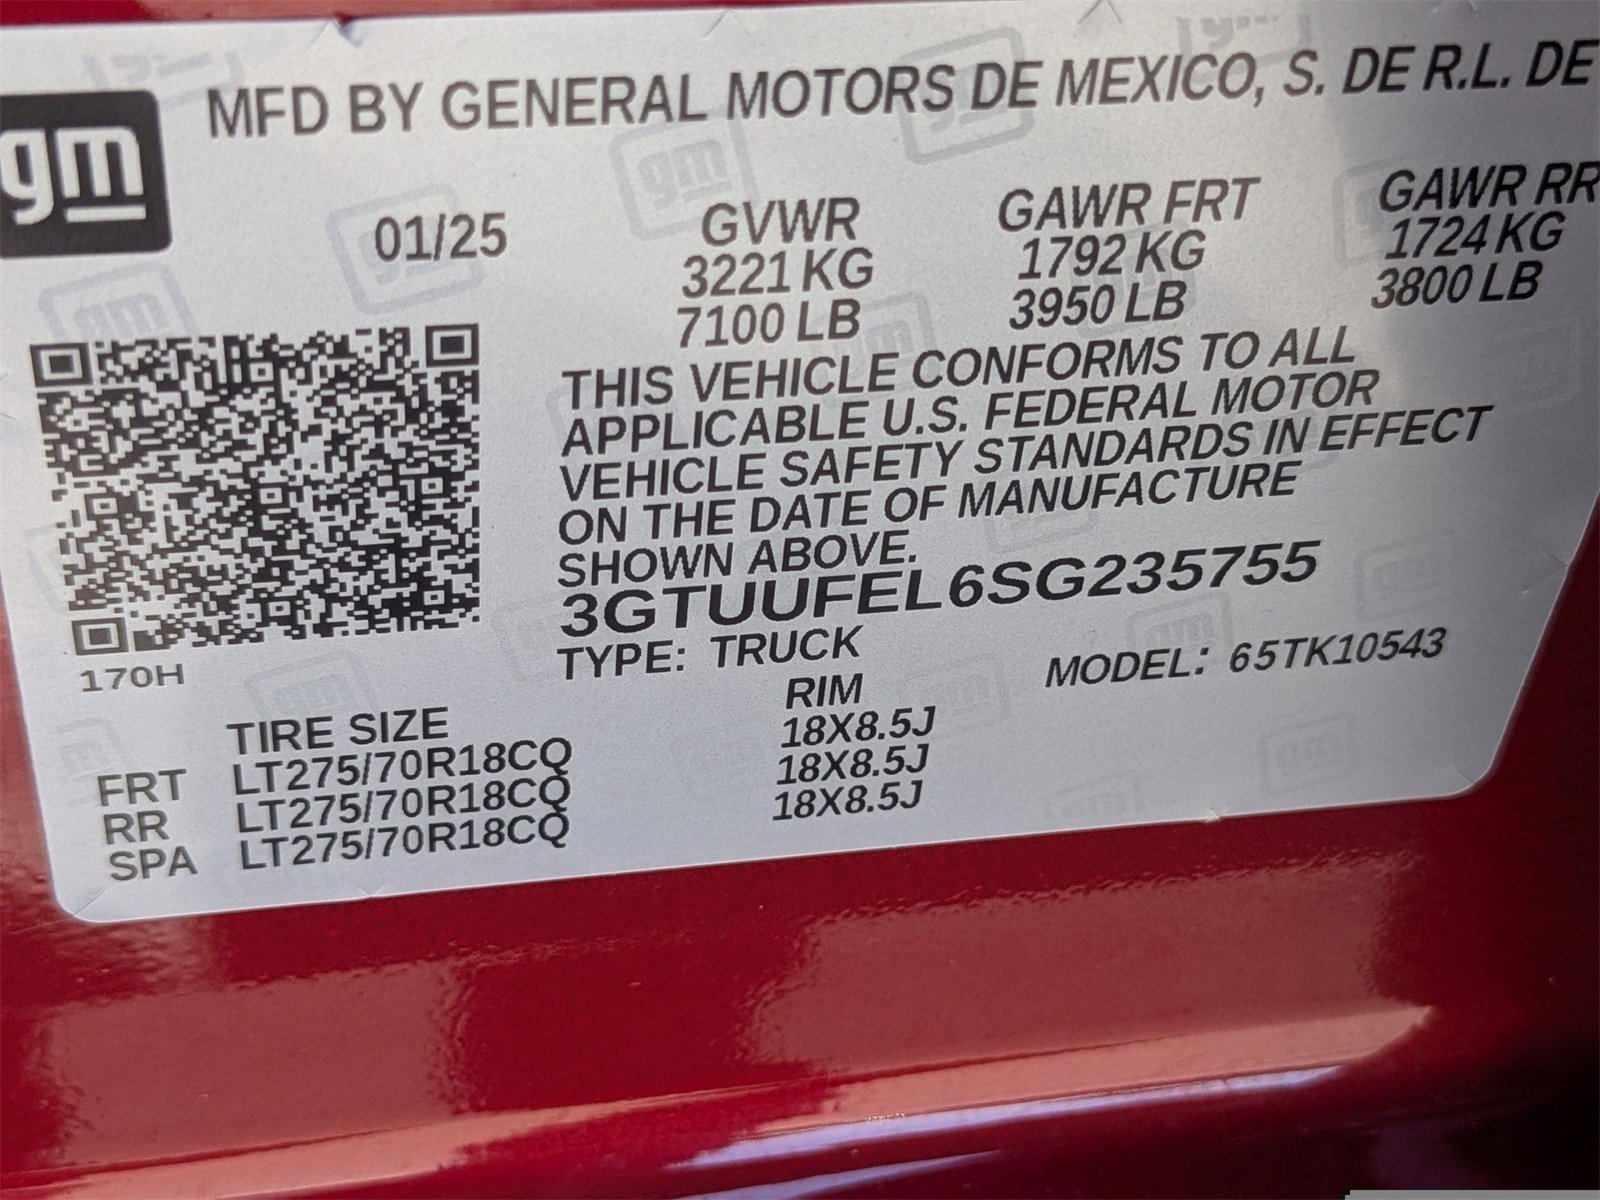 gm
MFD BY GENERAL MOTORS DE MEXICO, S. DE R.L. DE
01/25
GVWR
3221 KG
7100 LB
GAWR FRT
1792 KG
3950 LB
GAWR RR
1724 KG
3800 LB
THIS VEHICLE CONFORMS TO ALL
APPLICABLE U.S. FEDERAL MOTOR
VEHICLE SAFETY STANDARDS IN EFFECT
ON THE DATE OF MANUFACTURE
SHOWN ABOVE.
3GTUUFEL6SG235755
170H
TYPE: TRUCK
MODEL: 65TK10543
TIRE SIZE RIM
FRT LT275/70R18CQ 18X8.5J
RR LT275/70R18CQ 18X8.5J
SPA LT275/70R18CQ 18X8.5J